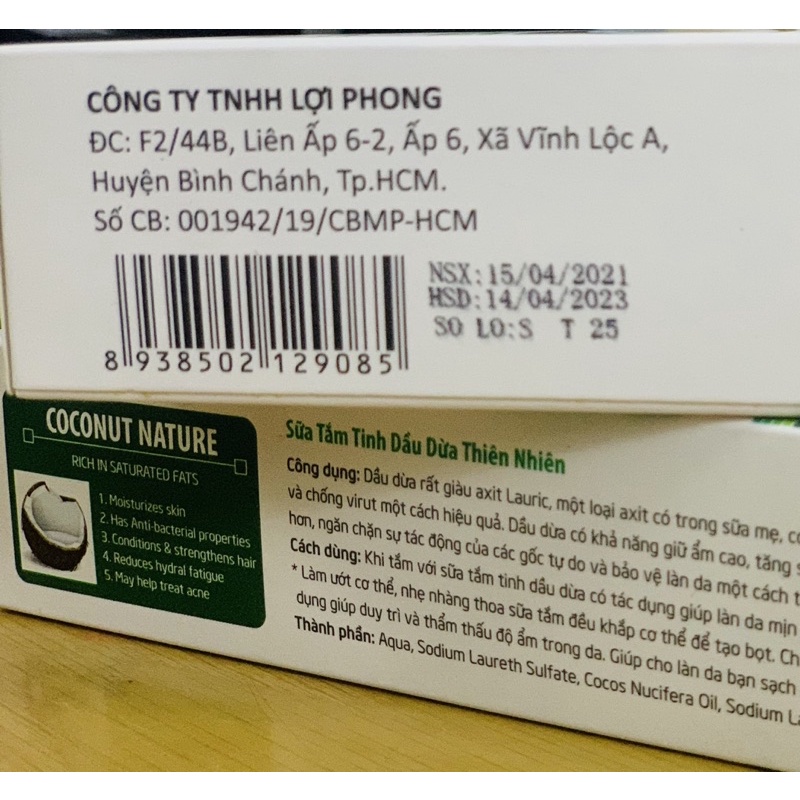 CÔNG TY TNHH LỢI PHONG
ĐC: F2/44B, Liên Ấp 6-2, Ấp 6, Xã Vĩnh Lộc A,
Huyện Bình Chánh, Tp.HCM.
Số CB: 001942/19/CBMP-HCM
NSX:15/04/2021
HSD:14/04/2023
SO LO:S T 25
8 938502 129085
COCONUT NATURE
RICH IN SATURATED FATS
1. Moisturizes skin
2. Has Anti-bacterial properties
3. Conditions & strengthens hair
4. Reduces hydral fatigue
5. May help treat acne
Sữa Tắm Tinh Dầu Dừa Thiên Nhiên
Công dụng: Dầu dừa rất giàu axit Lauric, một loại axit có trong sữa mẹ,
và chống virut một cách hiệu quả. Dầu dừa có khả năng giữ ẩm cao, tăng
hơn, ngăn chặn sự tác động của các gốc tự do và bảo vệ làn da một cách
Cách dùng: Khi tắm với sữa tắm tinh dầu dừa có tác dụng giúp làn da mịn
* Làm ướt cơ thể, nhẹ nhàng thoa sữa tắm đều khắp cơ thể để tạo bọt.
dụng giúp duy trì và thẩm thấu độ ẩm trong da. Giúp cho làn da bạn sạch
Thành phần: Aqua, Sodium Laureth Sulfate, Cocos Nucifera Oil, Sodium